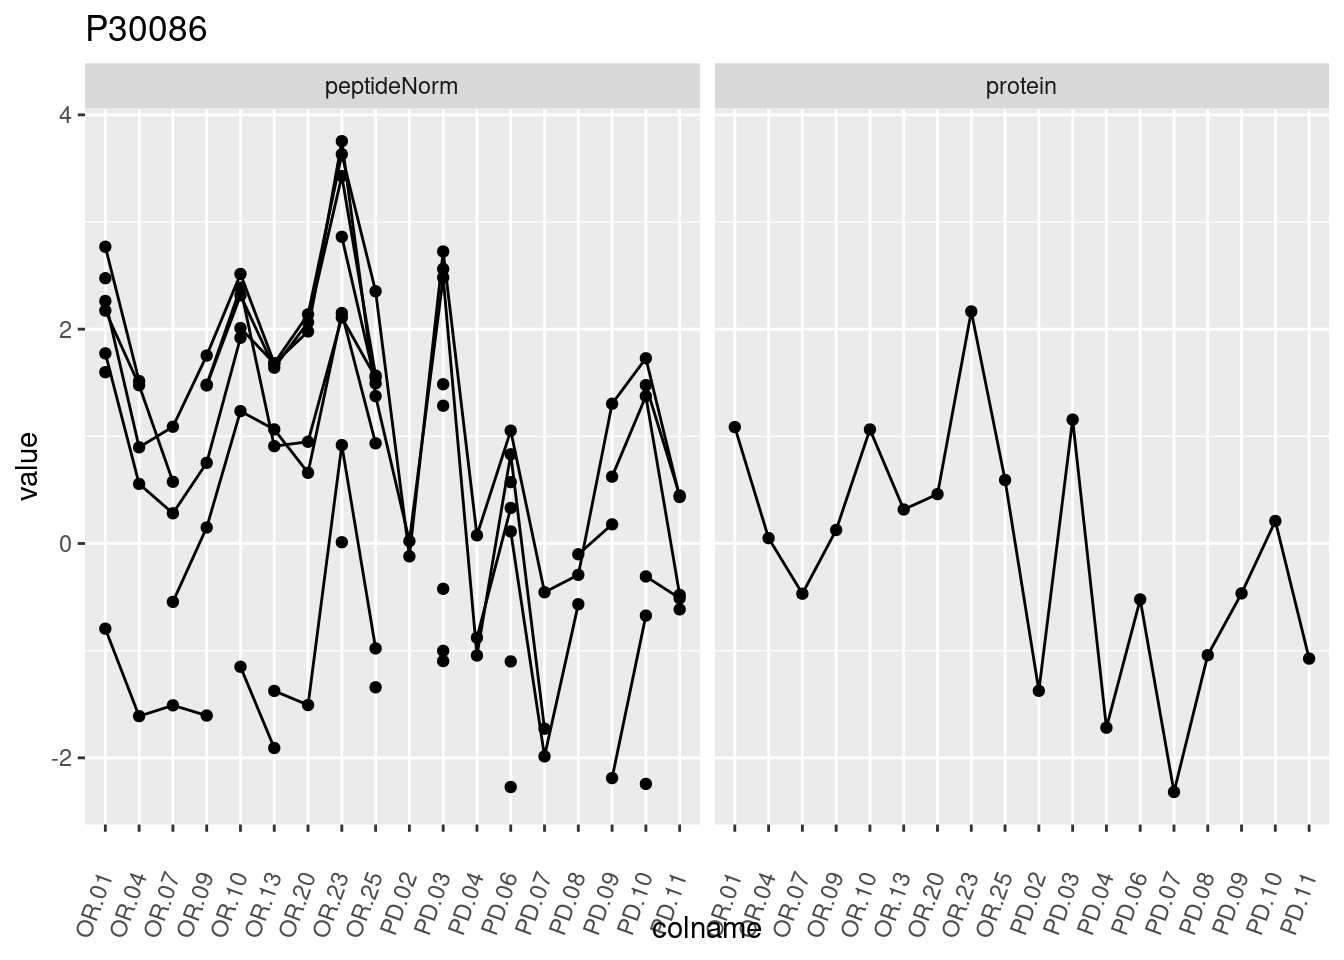 P30086
peptideNorm protein
4
2
0
-2
value
OR.01 OR.04 OR.07 OR.09 OR.10 OR.13 OR.20 OR.23 OR.25 PD.02 PD.03 PD.04 PD.06 PD.07 PD.08 PD.09 PD.10 PD.11 OR.01 OR.04 OR.07 OR.09 OR.10 OR.13 OR.20 OR.23 OR.25 PD.02 PD.03 PD.04 PD.06 PD.07 PD.08 PD.09 PD.10 PD.11
colname